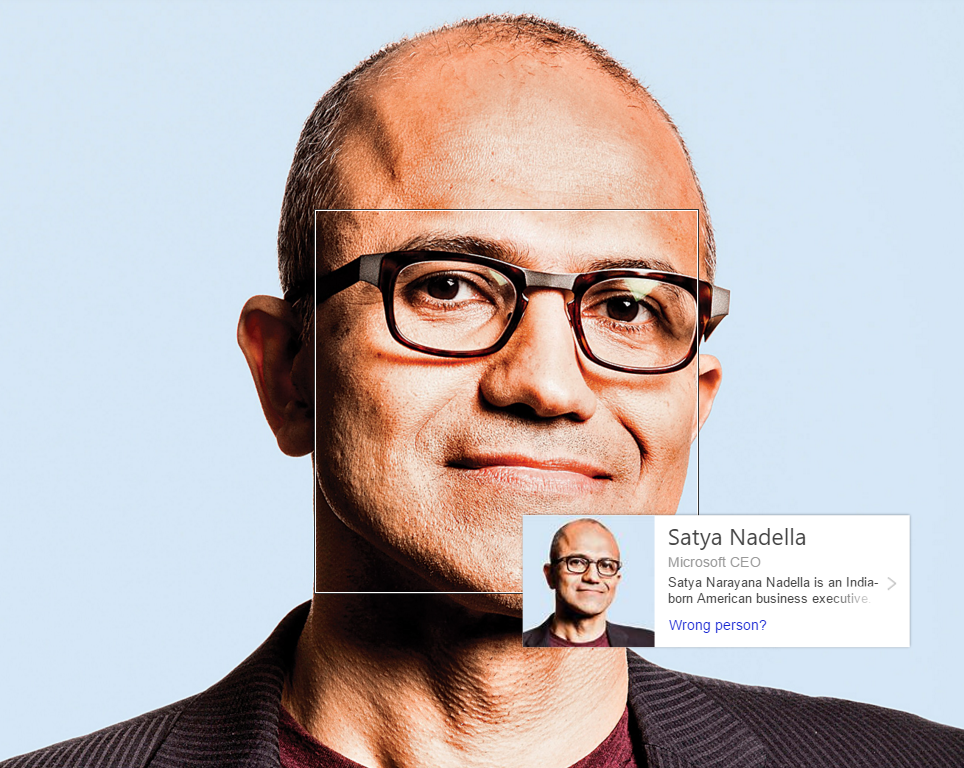 Satya Nadella
Microsoft CEO
Satya Narayana Nadella is an India-
born American business executive.
Wrong person?